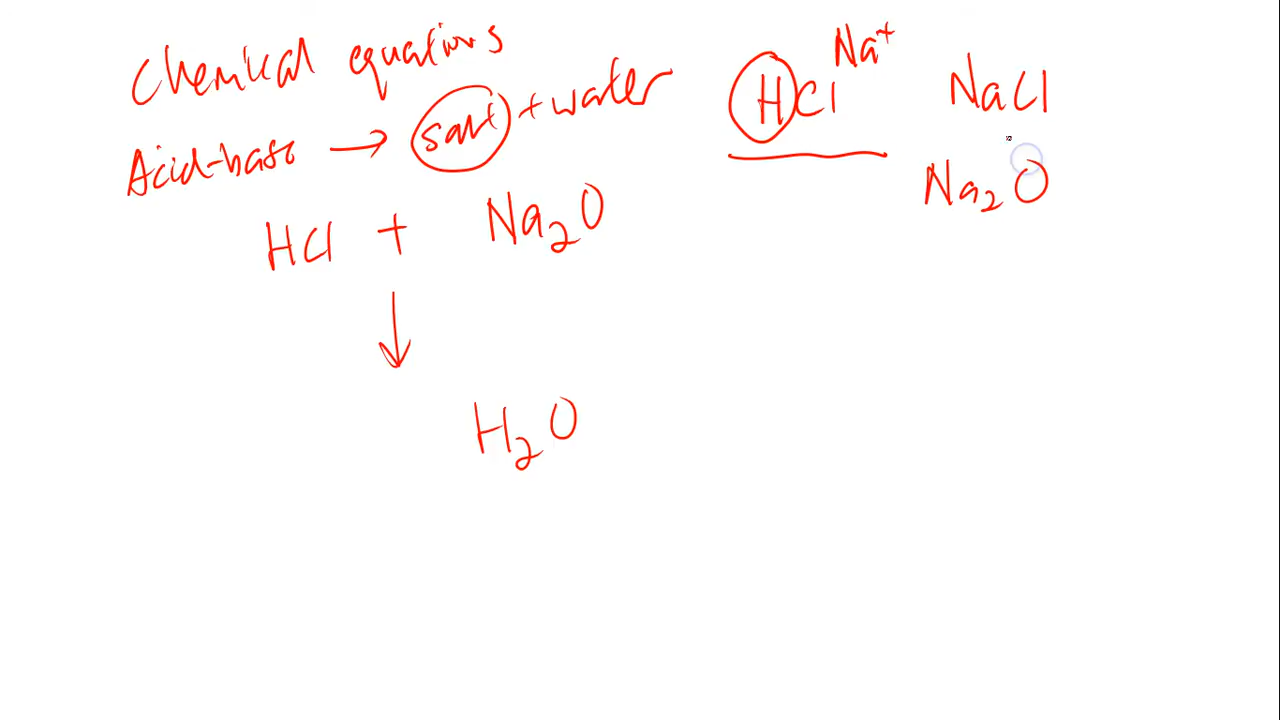 Chemical equations
Acid-base → salt + water
HCl + Na₂O
↓
H₂O
HCl Na⁺
NaCl
Na₂O